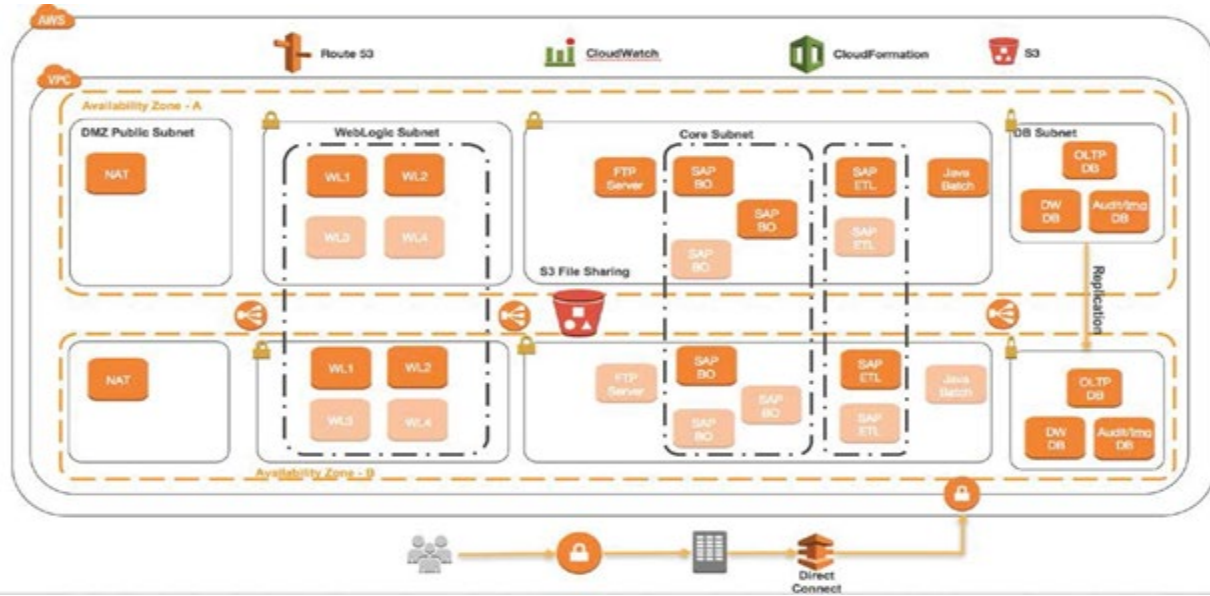 AWS
Route 53
CloudWatch
CloudFormation
S3
VPC
Availability Zone - A
DMZ Public Subnet
WebLogic Subnet
Core Subnet
DB Subnet
NAT
WL1
WL2
WL3
WL4
FTP
Server
SAP
BO
SAP
BO
SAP
BO
SAP
ETL
SAP
ETL
Java
Batch
OLTP
DB
DW
DB
Audit/Img
DB
S3 File Sharing
Replication
NAT
WL1
WL2
WL4
FTP
Server
SAP
BO
SAP
BO
SAP
BO
SAP
ETL
SAP
ETL
Java
Batch
OLTP
DB
DW
DB
Audit/Img
DB
Availability Zone - B
Direct
Connect